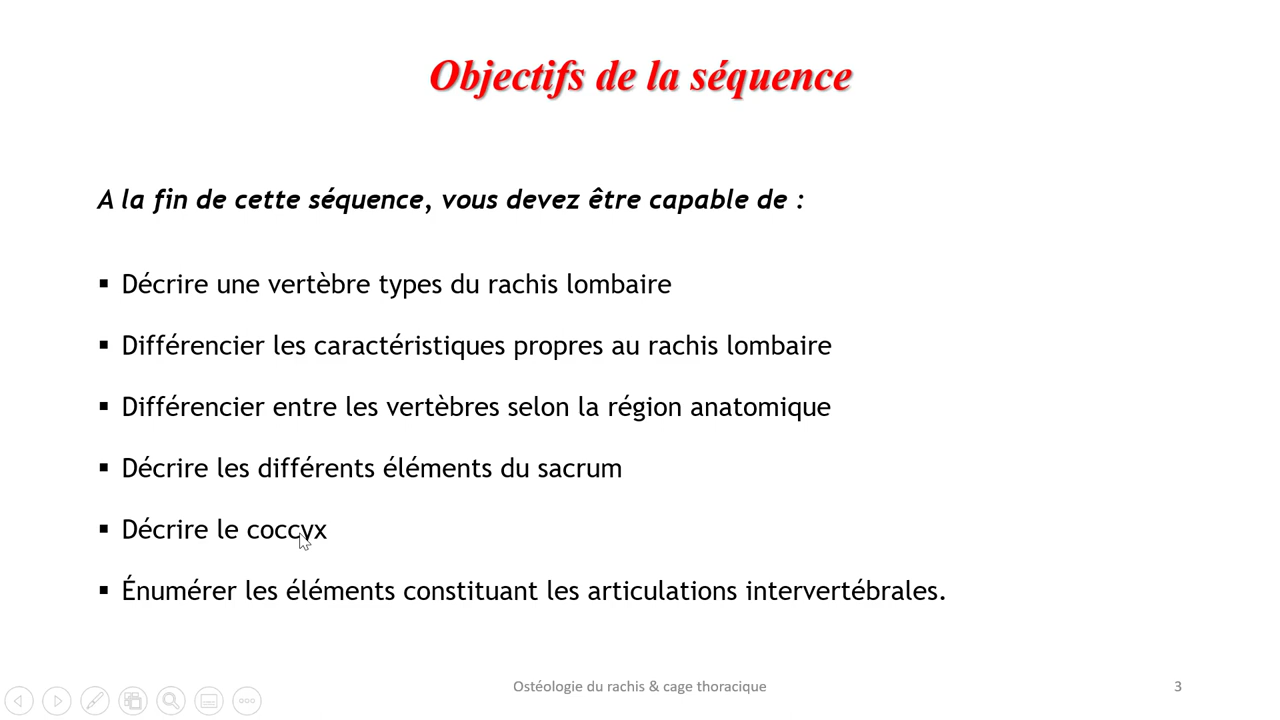 Objectifs de la séquence
A la fin de cette séquence, vous devez être capable de :
▪ Décrire une vertèbre types du rachis lombaire
▪ Différencier les caractéristiques propres au rachis lombaire
▪ Différencier entre les vertèbres selon la région anatomique
▪ Décrire les différents éléments du sacrum
▪ Décrire le coccyx
▪ Énumérer les éléments constituant les articulations intervertébrales.
Ostéologie du rachis & cage thoracique
3